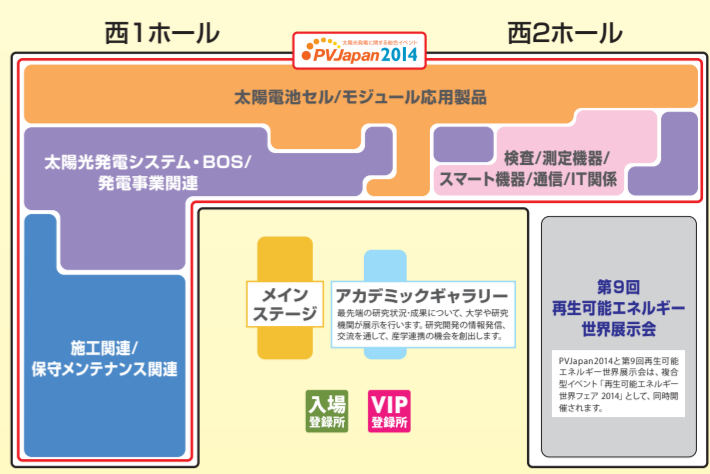 西1ホール
太陽光発電に関する総合イベント
PVJapan2014
西2ホール
太陽電池セル/モジュール応用製品
太陽光発電システム・BOS/
発電事業関連
検査/測定機器/
スマート機器/通信/IT関係
施工関連/
保守メンテナンス関連
メイン
ステージ
アカデミックギャラリー
最先端の研究状況・成果について、大学や研究
機関が展示を行います。研究開発の情報発信、
交流を通して、産学連携の機会を創出します。
第9回
再生可能エネルギー
世界展示会
PVJapan2014と第9回再生可能
エネルギー世界展示会は、複合
型イベント「再生可能エネルギー
世界フェア 2014」として、同時開
催されます。
入場
登録所
VIP
登録所